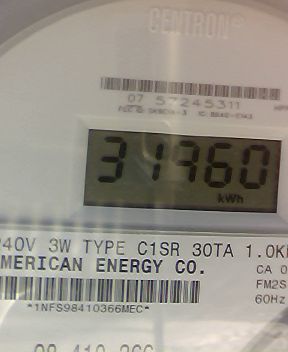 CENTRON®
07 57245311
31960
kWh
240V 3W TYPE C1SR 30TA 1.0K
AMERICAN ENERGY CO.
CA 0
FM2S
60Hz
*1NFS98410366MEC*